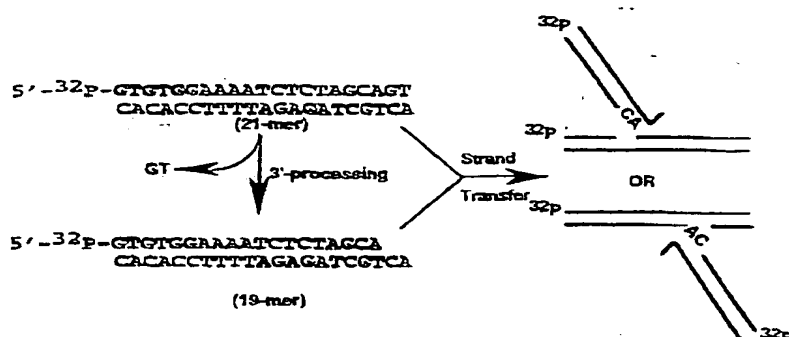 32P
5'-32P-GTGTGGAAAATCTCTAGCAGT
CACACCTTTTAGAGATCGTCA
(21-mer)
GT
3'-processing
5'-32P-GTGTGGAAAATCTCTAGCA
CACACCTTTTAGAGATCGTCA
(19-mer)
Strand
Transfer
CA
32P
OR
32P
AC
32P